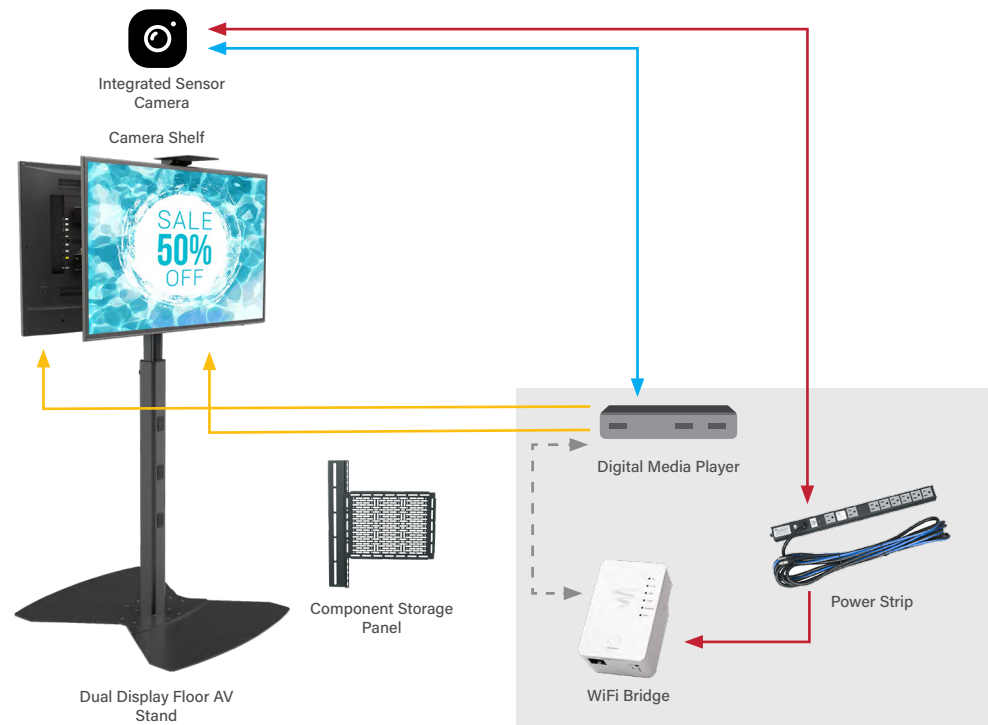 Integrated Sensor
Camera
Camera Shelf
SALE
50%
OFF
Digital Media Player
Component Storage
Panel
Power Strip
WiFi Bridge
Dual Display Floor AV
Stand